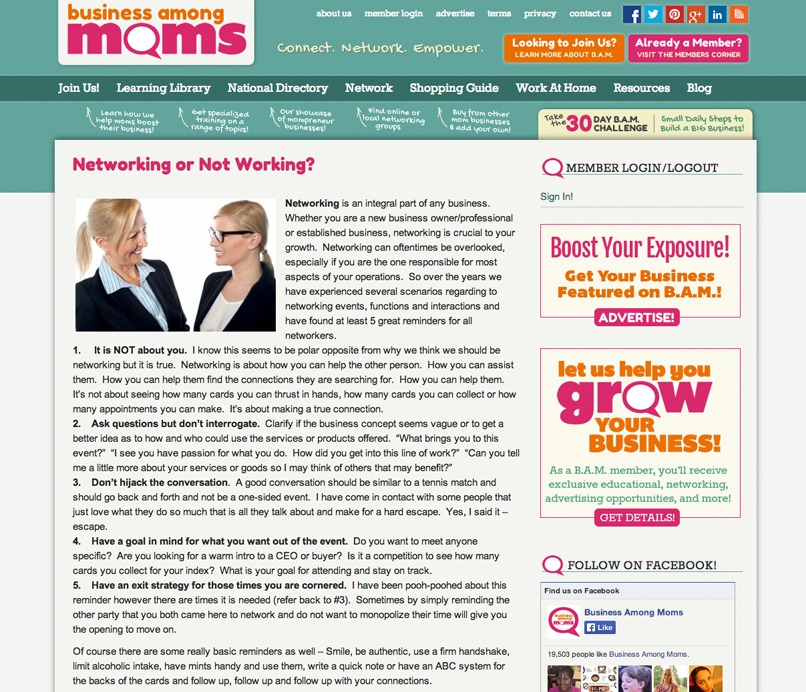 business among
moms
about us member login advertise terms privacy contact us
Connect. Network. Empower.
Looking to Join Us?
LEARN MORE ABOUT B.A.M.
Already a Member?
VISIT THE MEMBERS CORNER
Join Us! Learning Library National Directory Network Shopping Guide Work At Home Resources Blog
Learn how we
help moms boost
their business!
Get specialized
training on a
range of topics!
Our showcase
of mompreneur
businesses!
Find online or
local networking
groups
Buy from other
mom businesses
& add your own!
Take the 30 DAY B.A.M. CHALLENGE
Small Daily Steps to
Build a BIG Business!
Networking or Not Working?
Networking is an integral part of any business.
Whether you are a new business owner/professional
or established business, networking is crucial to your
growth. Networking can oftentimes be overlooked,
especially if you are the one responsible for most
aspects of your operations. So over the years we
have experienced several scenarios regarding to
networking events, functions and interactions and
have found at least 5 great reminders for all
networkers.
1. It is NOT about you. I know this seems to be polar opposite from why we think we should be
networking but it is true. Networking is about how you can help the other person. How you can assist
them. How you can help them find the connections they are searching for. How you can help them.
It's not about seeing how many cards you can thrust in hands, how many cards you can collect or how
many appointments you can make. It's about making a true connection.
2. Ask questions but don't interrogate. Clarify if the business concept seems vague or to get a
better idea as to how and who could use the services or products offered. "What brings you to this
event?" "I see you have passion for what you do. How did you get into this line of work?" "Can you tell
me a little more about your services or goods so I may think of others that may benefit?"
3. Don't hijack the conversation. A good conversation should be similar to a tennis match and
should go back and forth and not be a one-sided event. I have come in contact with some people that
just love what they do so much that is all they talk about and make for a hard escape. Yes, I said it –
escape.
4. Have a goal in mind for what you want out of the event. Do you want to meet anyone
specific? Are you looking for a warm intro to a CEO or buyer? Is it a competition to see how many
cards you collect for your index? What is your goal for attending and stay on track.
5. Have an exit strategy for those times you are cornered. I have been pooh-poohed about this
reminder however there are times it is needed (refer back to #3). Sometimes by simply reminding the
other party that you both came here to network and do not want to monopolize their time will give you
the opening to move on.
Of course there are some really basic reminders as well – Smile, be authentic, use a firm handshake,
limit alcoholic intake, have mints handy and use them, write a quick note or have an ABC system for
the backs of the cards and follow up, follow up and follow up with your connections.
MEMBER LOGIN/LOGOUT
Sign In!
Boost Your Exposure!
Get Your Business
Featured on B.A.M.!
ADVERTISE!
let us help you
grow
YOUR
BUSINESS!
As a B.A.M. member, you'll receive
exclusive educational, networking,
advertising opportunities, and more!
GET DETAILS!
FOLLOW ON FACEBOOK!
Find us on Facebook
business among
moms
Business Among Moms
Like
19,503 people like Business Among Moms.